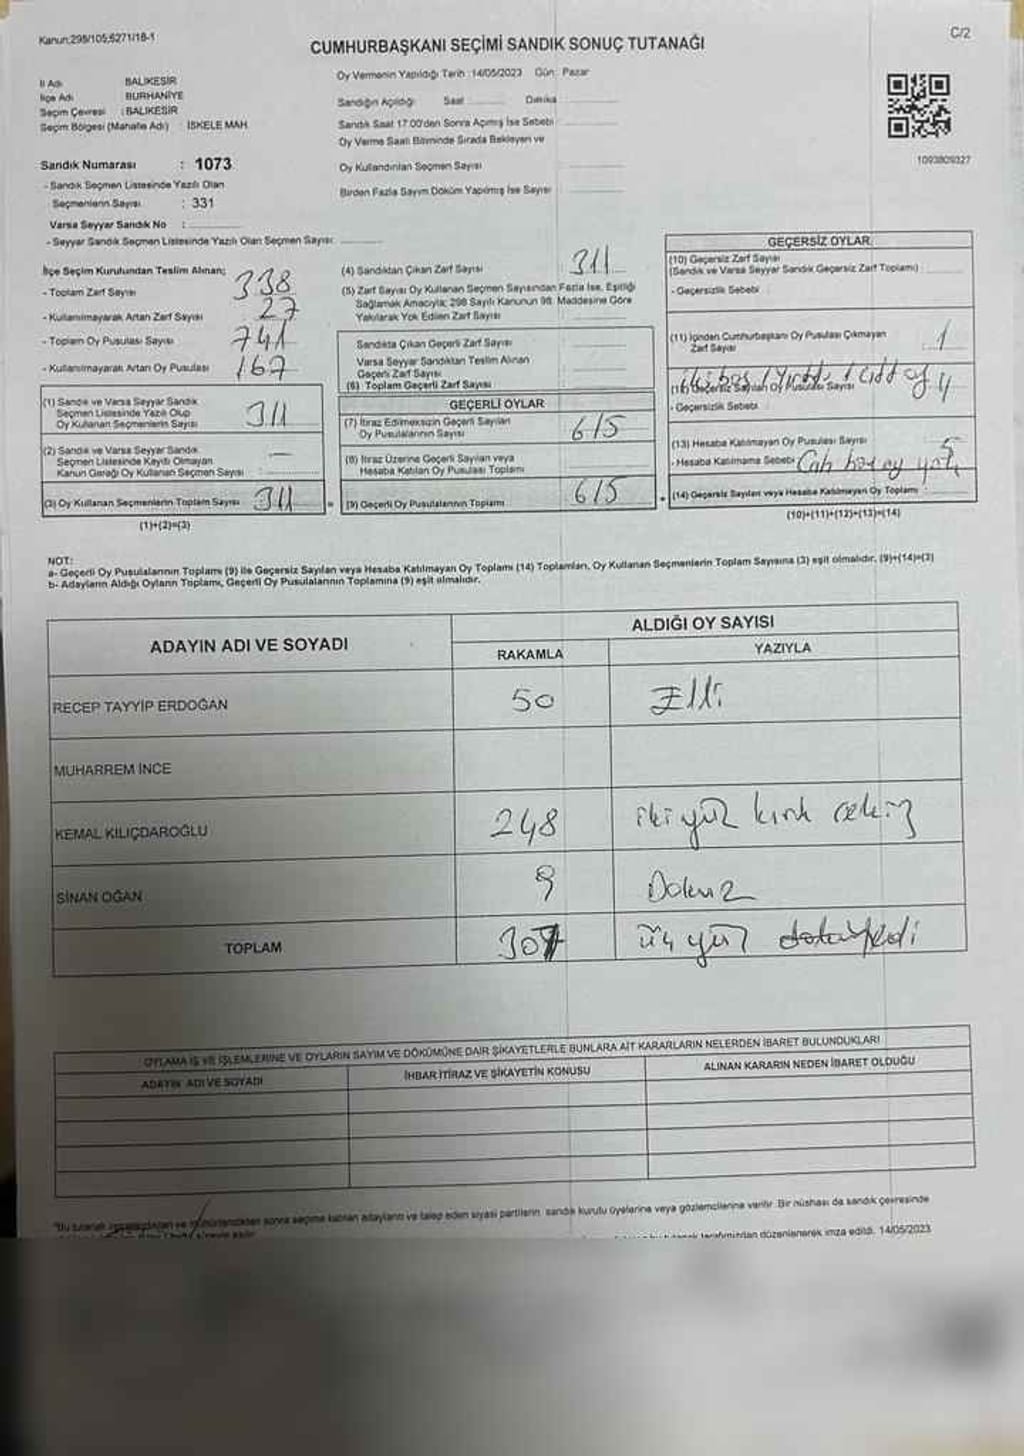 Kanun:298/105,6271/18-1
C/2
CUMHURBAŞKANI SEÇİMİ SANDIK SONUÇ TUTANAĞI
İl Adı BALIKESİR
İlçe Adı BURHANİYE
Seçim Çevresi : BALIKESİR
Seçim Bölgesi (Mahalle Adı) : İSKELE MAH.
Sandık Numarası : 1073
- Sandık Seçmen Listesinde Yazılı Olan
Seçmenlerin Sayısı : 331
Varsa Seyyar Sandık No :
- Seyyar Sandık Seçmen Listesinde Yazılı Olan Seçmen Sayısı:
Oy Vermenin Yapıldığı Tarih :14/05/2023 Gün: Pazar
Sandığın Açıldığı Saat Dakika
Sandık Saat 17.00'den Sonra Açılmış İse Sebebi
Oy Verme Saati Bitiminde Sırada Bekleyen ve
Oy Kullandırılan Seçmen Sayısı
Birden Fazla Sayım Döküm Yapılmış İse Sayısı
1093809327
İlçe Seçim Kurulundan Teslim Alınan;
- Toplam Zarf Sayısı 338
- Kullanılmayarak Artan Zarf Sayısı 27
- Toplam Oy Pusulası Sayısı 741
- Kullanılmayarak Artan Oy Pusulası 167
(1) Sandık ve Varsa Seyyar Sandık
Seçmen Listesinde Yazılı Olup
Oy Kullanan Seçmenlerin Sayısı 311
(2) Sandık ve Varsa Seyyar Sandık
Seçmen Listesinde Kayıtlı Olmayan
Kanun Gereği Oy Kullanan Seçmen Sayısı —
(3) Oy Kullanan Seçmenlerin Toplam Sayısı 311
(1)+(2)=(3)
(4) Sandıktan Çıkan Zarf Sayısı 311
(5) Zarf Sayısı Oy Kullanan Seçmen Sayısından Fazla İse, Eşitliği
Sağlamak Amacıyla; 298 Sayılı Kanunun 98. Maddesine Göre
Yakılarak Yok Edilen Zarf Sayısı
Sandıkta Çıkan Geçerli Zarf Sayısı
Varsa Seyyar Sandıktan Teslim Alınan
Geçerli Zarf Sayısı
(6) Toplam Geçerli Zarf Sayısı
GEÇERLİ OYLAR
(7) İtiraz Edilmeksizin Geçerli Sayılan
Oy Pusulalarının Sayısı 615
(8) İtiraz Üzerine Geçerli Sayılan veya
Hesaba Katılan Oy Pusulası Toplamı
(9) Geçerli Oy Pusulalarının Toplamı 615
GEÇERSİZ OYLAR
(10) Geçersiz Zarf Sayısı
(Sandık ve Varsa Seyyar Sandık Geçersiz Zarf Toplamı)
- Geçersizlik Sebebi
(11) İçinden Cumhurbaşkanı Oy Pusulası Çıkmayan
Zarf Sayısı 1
Geçersiz Sayılan Oy Pusulası Sayısı 4
- Geçersizlik Sebebi
(13) Hesaba Katılmayan Oy Pusulası Sayısı 5
- Hesaba Katılmama Sebebi
(14) Geçersiz Sayılan veya Hesaba Katılmayan Oy Toplamı :
(10)+(11)+(12)+(13)=(14)
NOT:
a- Geçerli Oy Pusulalarının Toplamı (9) ile Geçersiz Sayılan veya Hesaba Katılmayan Oy Toplamı (14) Toplamları, Oy Kullanan Seçmenlerin Toplam Sayısına (3) eşit olmalıdır. (9)+(14)=(3)
b- Adayların Aldığı Oyların Toplamı, Geçerli Oy Pusulalarının Toplamına (9) eşit olmalıdır.
ADAYIN ADI VE SOYADI ALDIĞI OY SAYISI
RAKAMLA YAZIYLA
RECEP TAYYİP ERDOĞAN 50 Elli
MUHARREM İNCE
KEMAL KILIÇDAROĞLU 248 iki yüz kırk sekiz
SİNAN OĞAN 9 Dokuz
TOPLAM 307 üç yüz yedi
OYLAMA İŞ VE İŞLEMLERİNE VE OYLARIN SAYIM VE DÖKÜMÜNE DAİR ŞİKAYETLERLE BUNLARA AİT KARARLARIN NELERDEN İBARET BULUNDUKLARI
ADAYIN ADI VE SOYADI İHBAR İTİRAZ VE ŞİKAYETİN KONUSU ALINAN KARARIN NEDEN İBARET OLDUĞU
sonra seçime katılan adayların ve talep eden siyasi partilerin sandık kurulu üyelerine veya gözlemcilerine verilir. Bir nüshası da sandık çevresinde
tarafımızdan düzenlenerek imza edildi. 14/05/2023